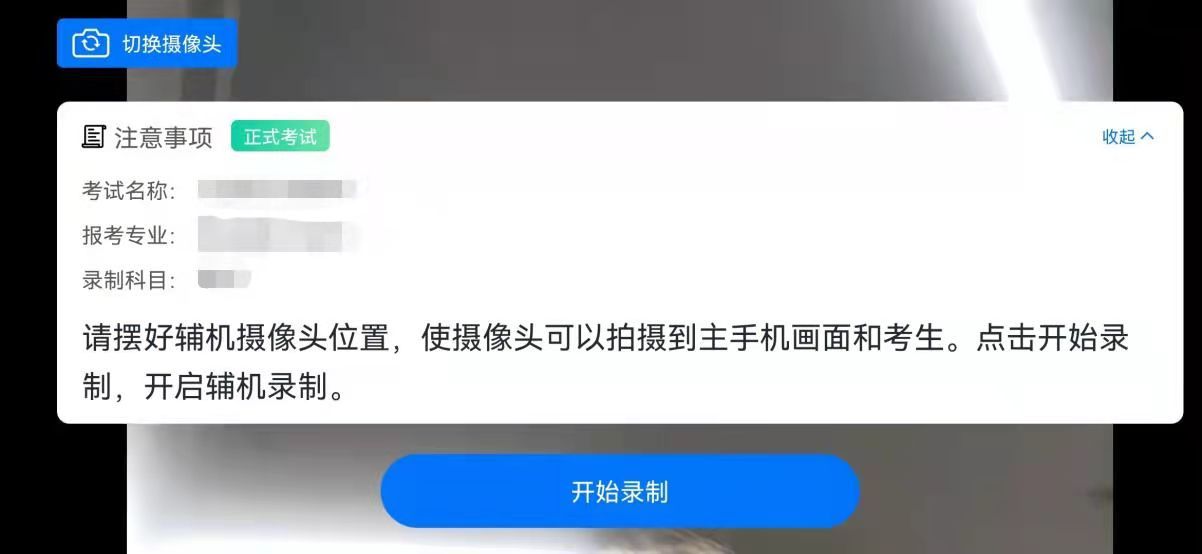 切换摄像头
注意事项 正式考试 收起
考试名称：
报考专业：
录制科目：
请摆好辅机摄像头位置，使摄像头可以拍摄到主手机画面和考生。点击开始录
制，开启辅机录制。
开始录制